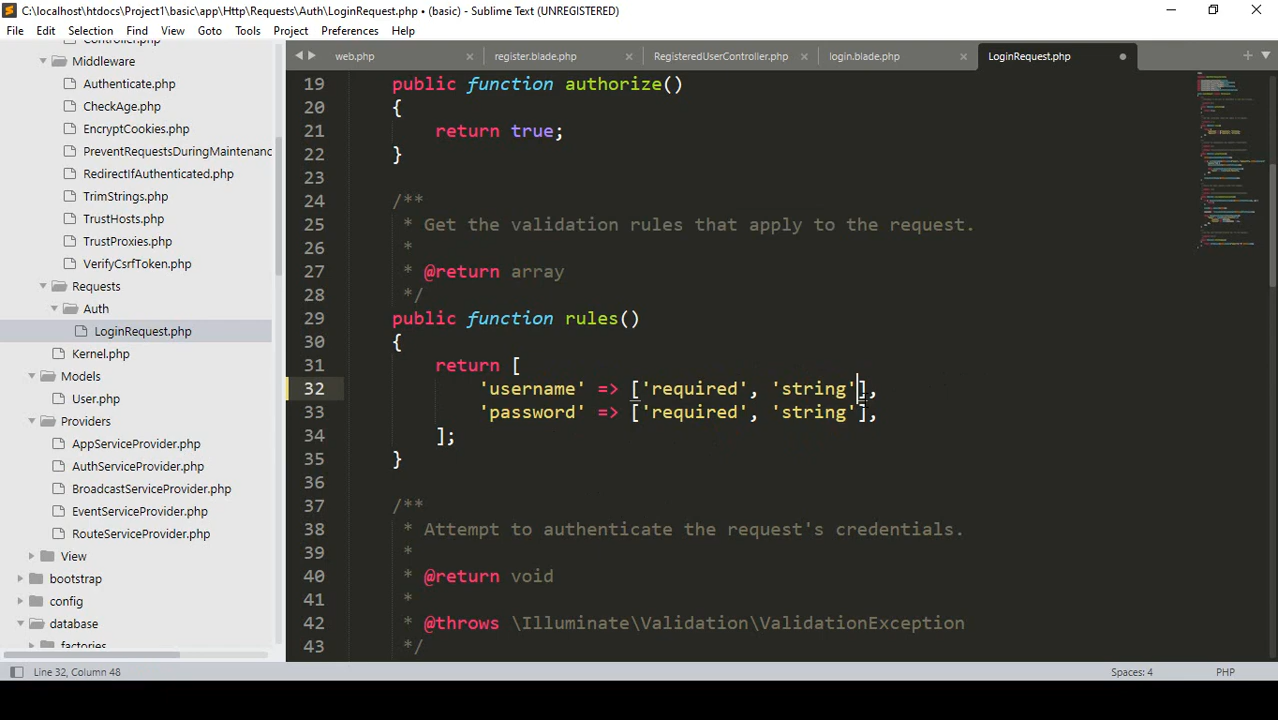 C:\localhost\htdocs\Project1\basic\app\Http\Requests\Auth\LoginRequest.php • (basic) - Sublime Text (UNREGISTERED)
File Edit Selection Find View Goto Tools Project Preferences Help
web.php register.blade.php RegisteredUserController.php login.blade.php LoginRequest.php
Controller.php
Middleware
Authenticate.php
CheckAge.php
EncryptCookies.php
PreventRequestsDuringMaintenance
RedirectIfAuthenticated.php
TrimStrings.php
TrustHosts.php
TrustProxies.php
VerifyCsrfToken.php
Requests
Auth
LoginRequest.php
Kernel.php
Models
User.php
Providers
AppServiceProvider.php
AuthServiceProvider.php
BroadcastServiceProvider.php
EventServiceProvider.php
RouteServiceProvider.php
View
bootstrap
config
database
factories
19 public function authorize()
20 {
21 return true;
22 }
23
24 /**
25 * Get the validation rules that apply to the request.
26 *
27 * @return array
28 */
29 public function rules()
30 {
31 return [
32 'username' => ['required', 'string'],
33 'password' => ['required', 'string'],
34 ];
35 }
36
37 /**
38 * Attempt to authenticate the request's credentials.
39 *
40 * @return void
41 *
42 * @throws \Illuminate\Validation\ValidationException
43 */
Line 32, Column 48 Spaces: 4 PHP